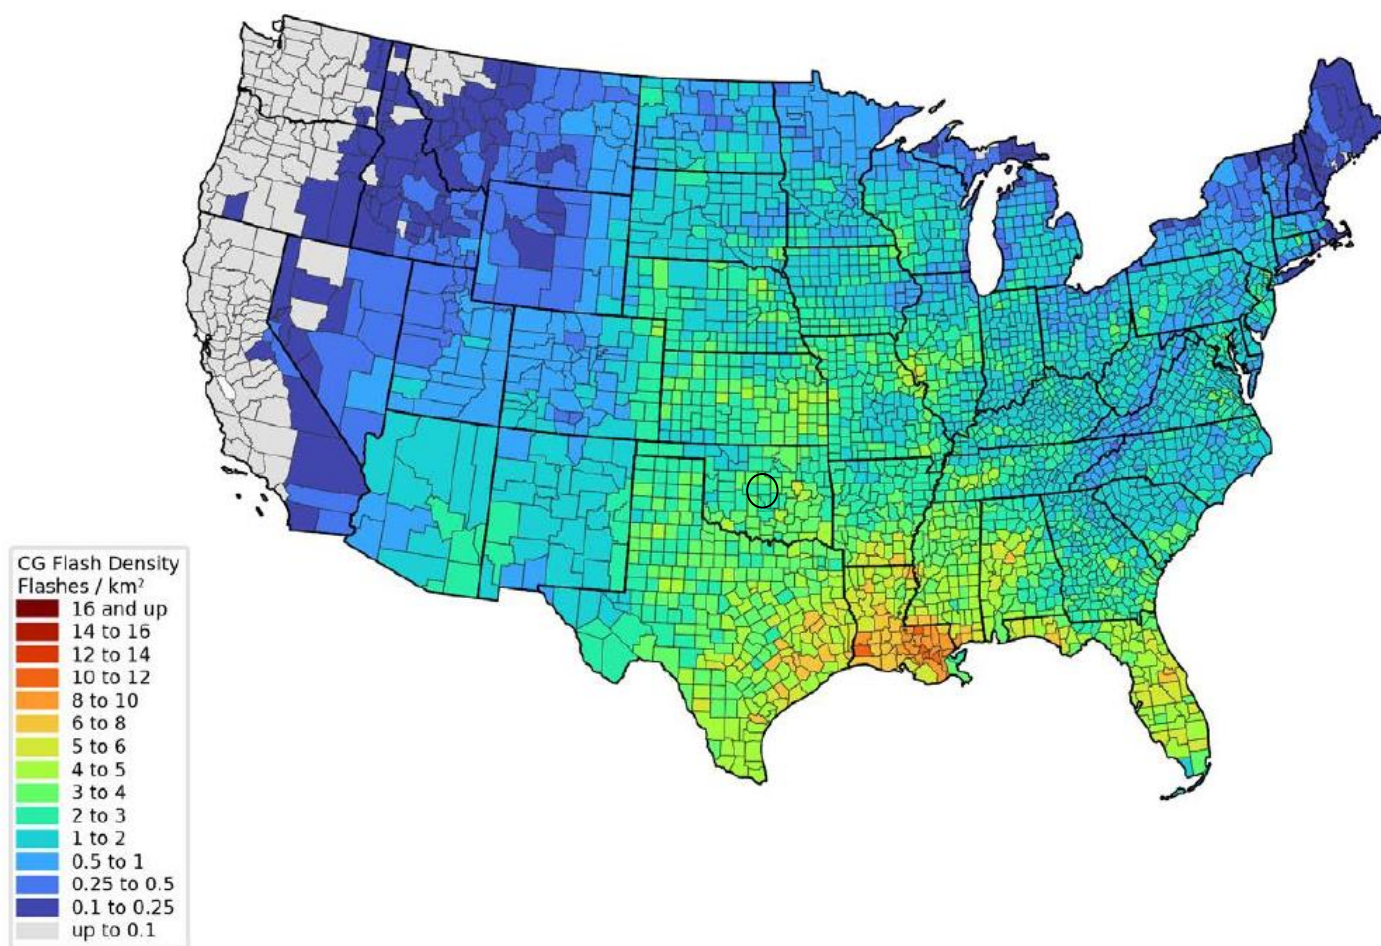 CG Flash Density
Flashes / km²
16 and up
14 to 16
12 to 14
10 to 12
8 to 10
6 to 8
5 to 6
4 to 5
3 to 4
2 to 3
1 to 2
0.5 to 1
0.25 to 0.5
0.1 to 0.25
up to 0.1